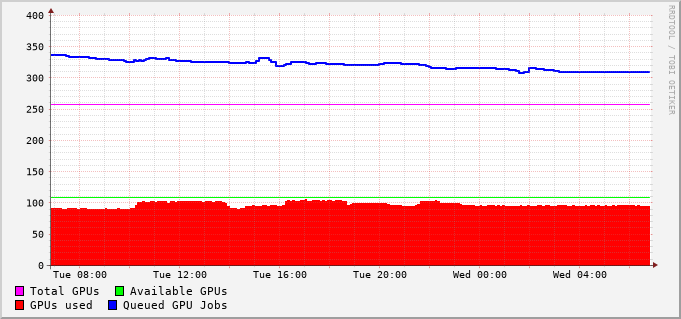 400
350
300
250
200
150
100
50
0
Tue 08:00 Tue 12:00 Tue 16:00 Tue 20:00 Wed 00:00 Wed 04:00
Total GPUs Available GPUs
GPUs used Queued GPU Jobs
RRDTOOL / TOBI OETIKER